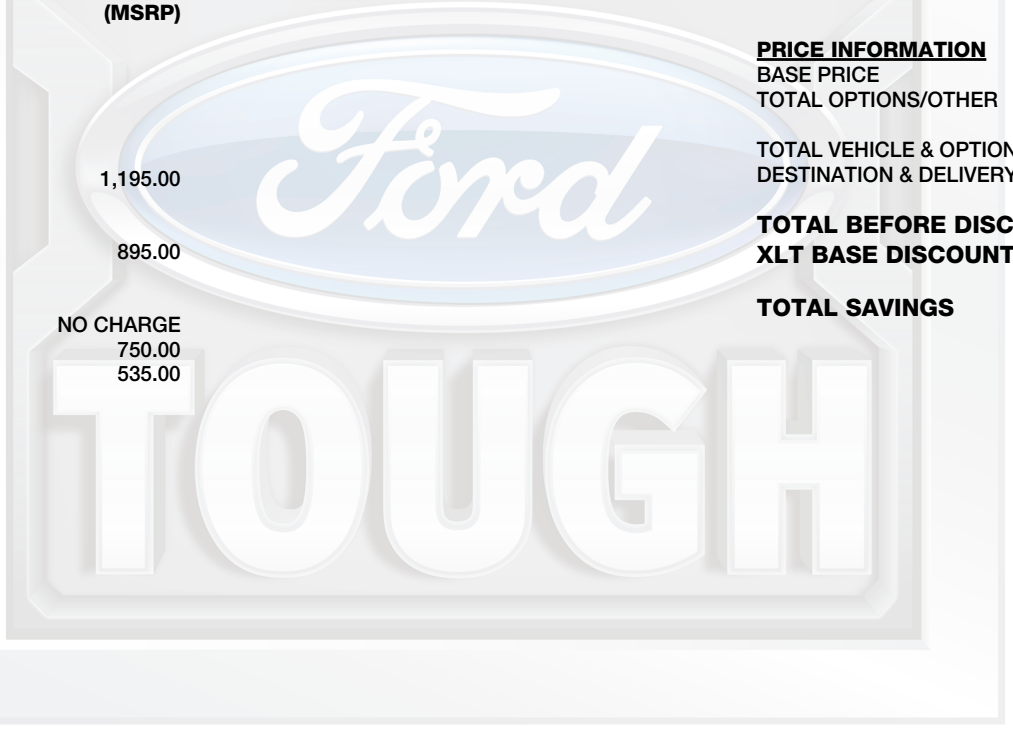 (MSRP)
1,195.00
895.00
NO CHARGE
750.00
535.00
PRICE INFORMATION
BASE PRICE
TOTAL OPTIONS/OTHER
TOTAL VEHICLE & OPTION
DESTINATION & DELIVERY
TOTAL BEFORE DISC
XLT BASE DISCOUNT
TOTAL SAVINGS
Ford
TOUGH